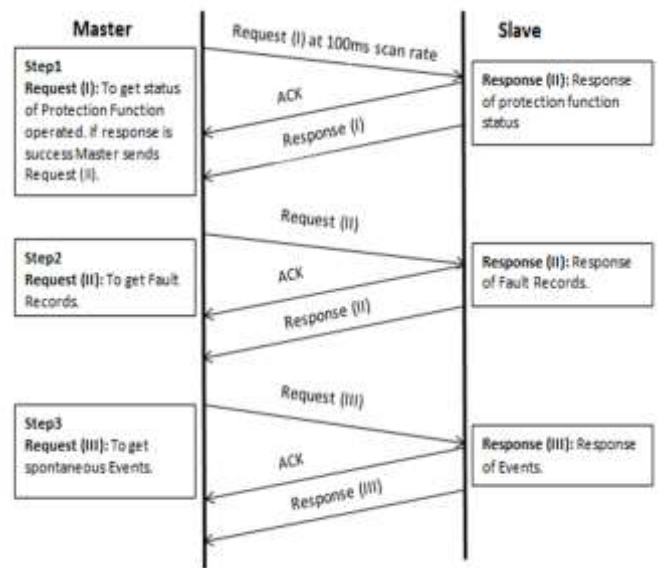 Master
Slave
Step1
Request (I): To get status
of Protection Function
operated. If response is
success Master sends
Request (II).
Request (I) at 100ms scan rate
ACK
Response (I)
Response (II): Response
of protection function
status
Step2
Request (II): To get Fault
Records.
Request (II)
ACK
Response (II)
Response (II): Response
of Fault Records.
Step3
Request (III): To get
spontaneous Events.
Request (III)
ACK
Response (III)
Response (III): Response
of Events.